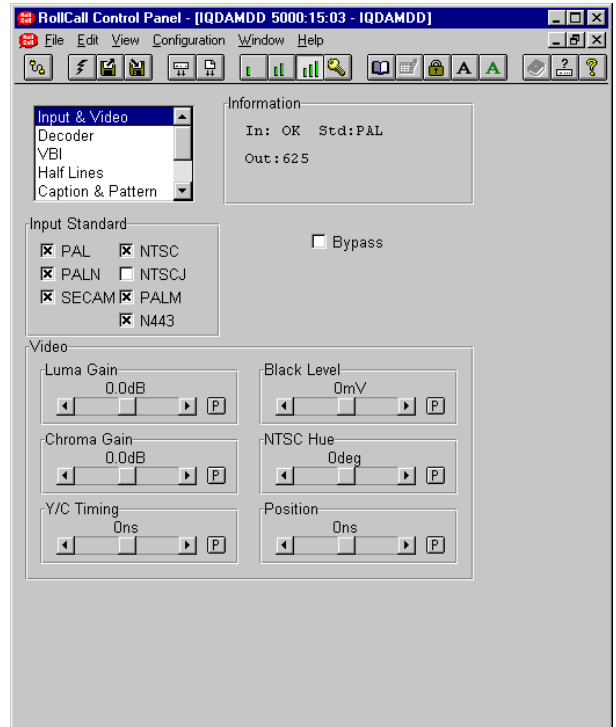 RollCall Control Panel - [IQDAMDD 5000:15:03 - IQDAMDD]
File Edit View Configuration Window Help
A A ? ?
Input & Video
Decoder
VBI
Half Lines
Caption & Pattern
Information
In: OK Std:PAL
Out:625
Input Standard
PAL NTSC
PALN NTSCJ
SECAM PALM
N443
Bypass
Video
Luma Gain
0.0dB
P
Black Level
0mV
P
Chroma Gain
0.0dB
P
NTSC Hue
0deg
P
Y/C Timing
0ns
P
Position
0ns
P